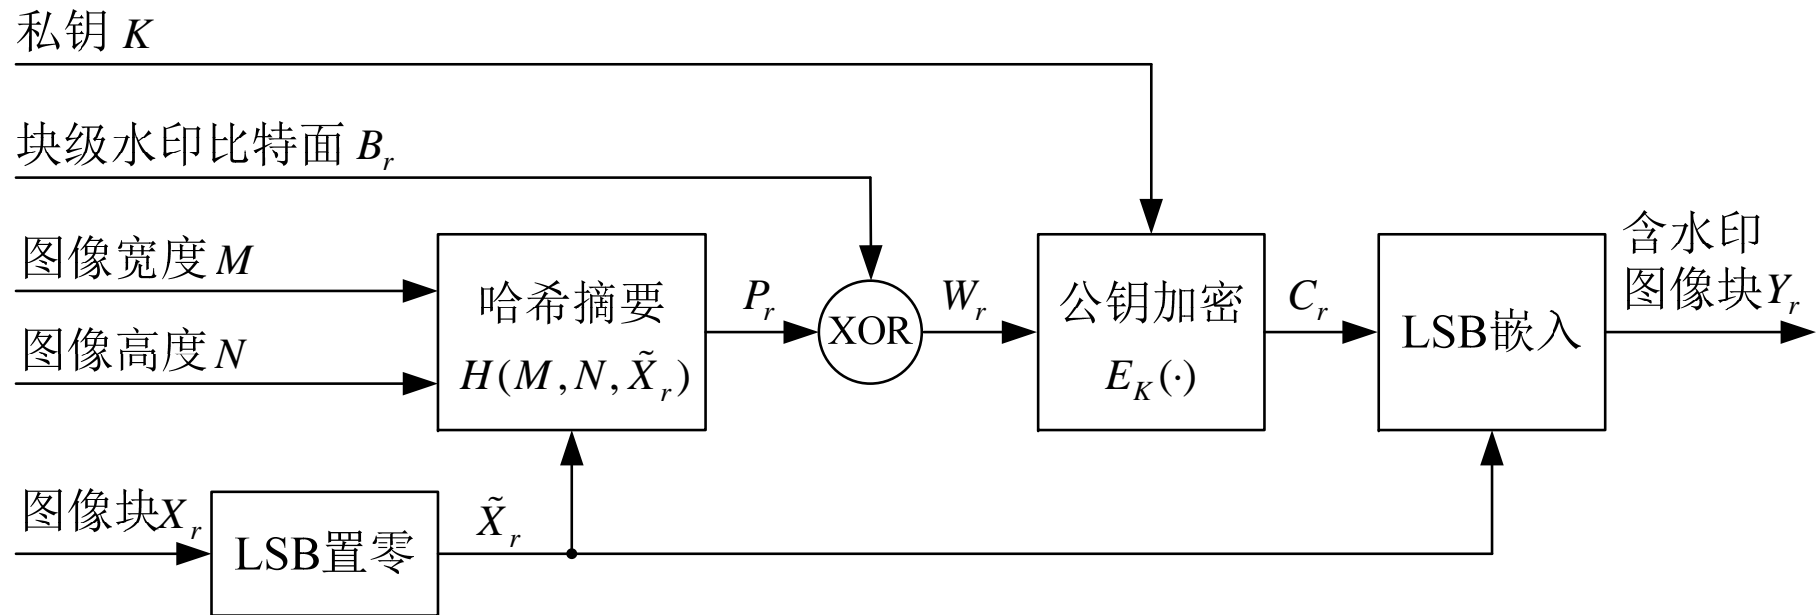 私钥 K
块级水印比特面 B_r
图像宽度 M
图像高度 N
哈希摘要
H(M,N,X̃_r)
P_r
XOR
W_r
公钥加密
E_K(·)
C_r
LSB嵌入
含水印
图像块Y_r
图像块X_r
LSB置零
X̃_r